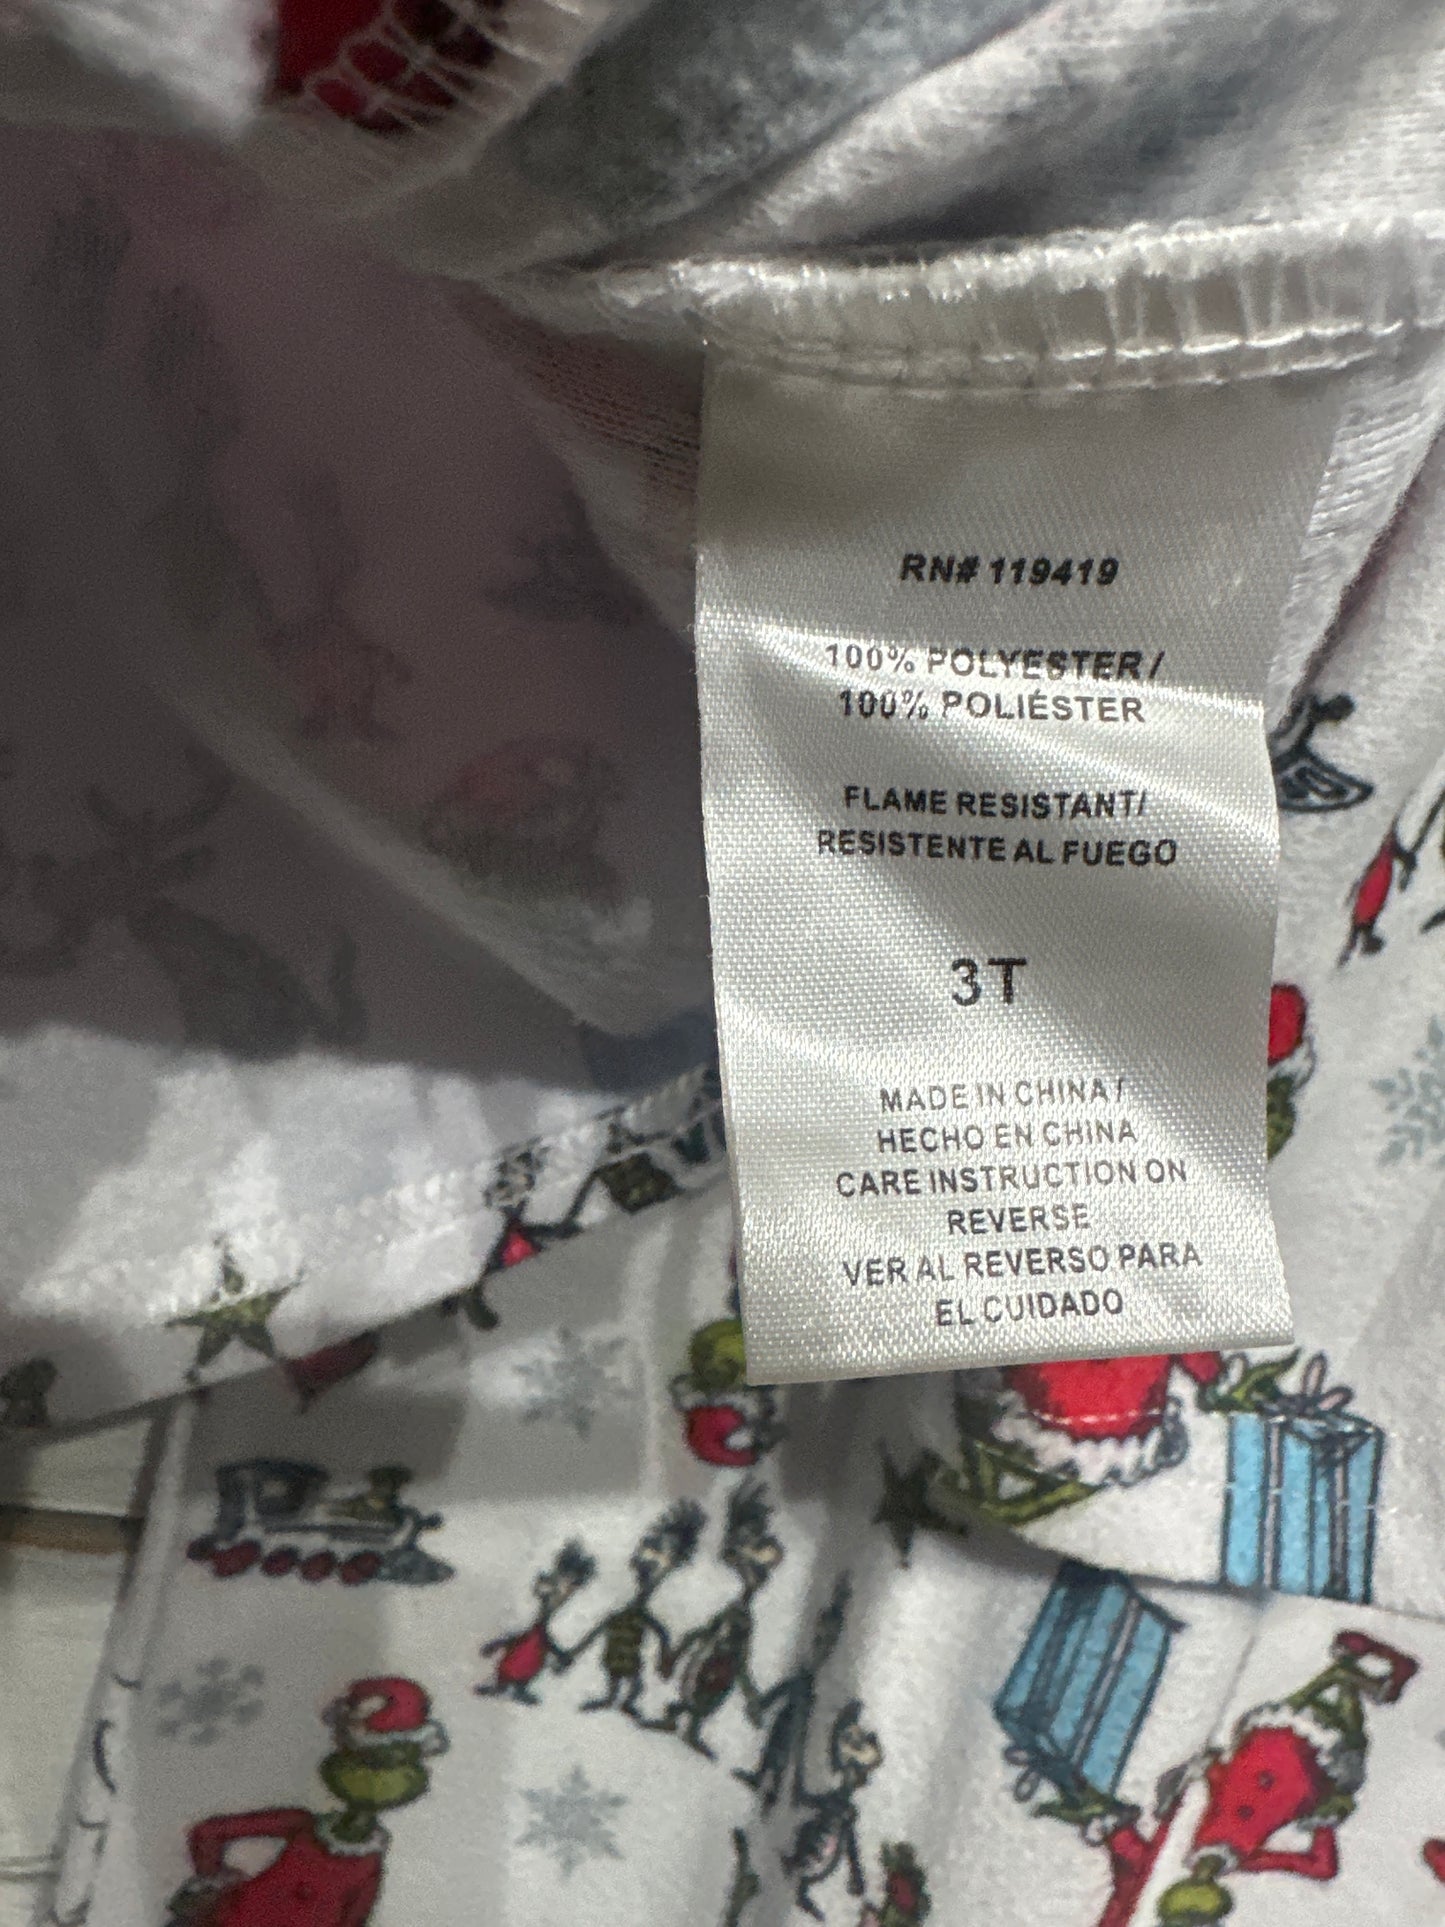 RN# 119419
100% POLYESTER /
100% POLIÉSTER
FLAME RESISTANT/
RESISTENTE AL FUEGO
3T
MADE IN CHINA /
HECHO EN CHINA
CARE INSTRUCTION ON
REVERSE
VER AL REVERSO PARA
EL CUIDADO